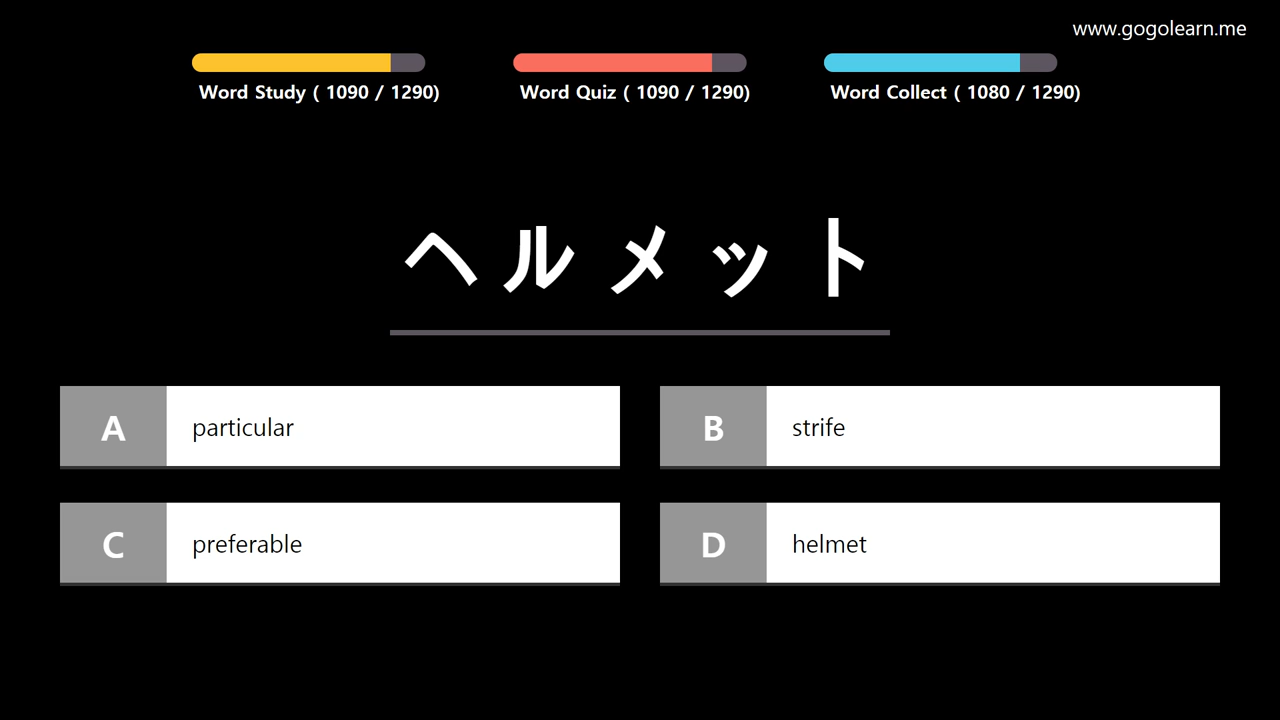 www.gogolearn.me
Word Study ( 1090 / 1290)
Word Quiz ( 1090 / 1290)
Word Collect ( 1080 / 1290)
ヘルメット
A particular
B strife
C preferable
D helmet